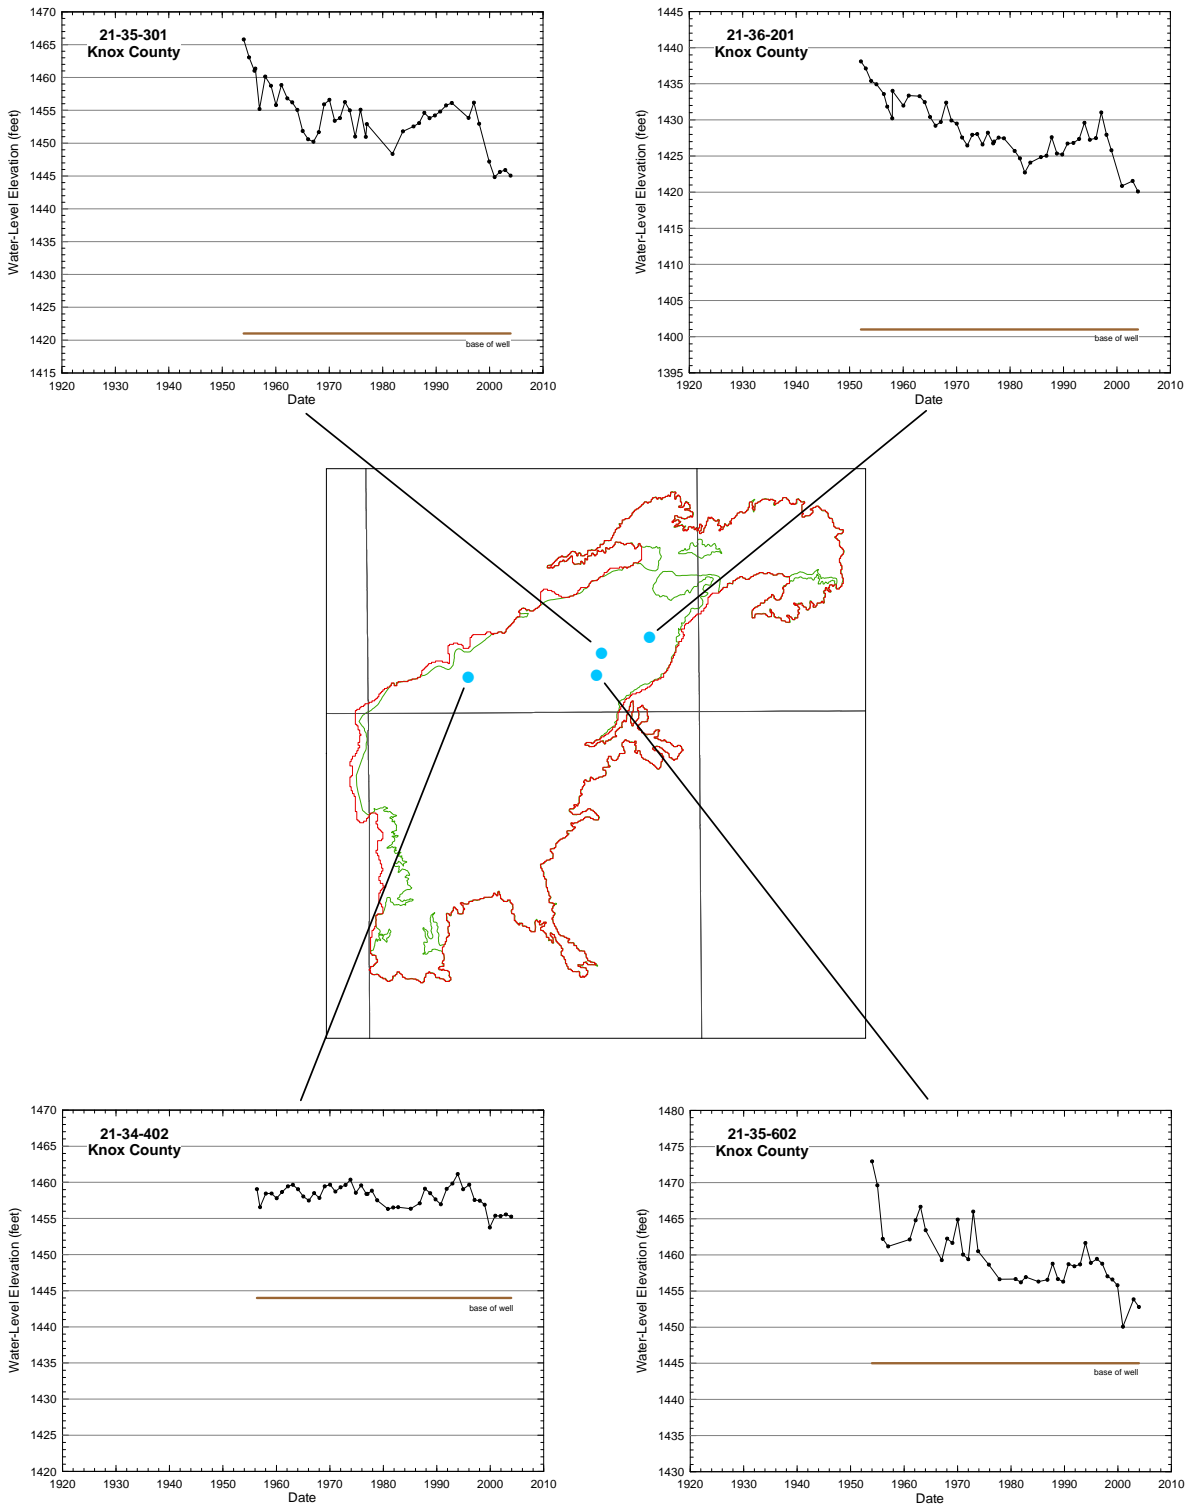 21-35-301
Knox County
Water-Level Elevation (feet)
1470
1465
1460
1455
1450
1445
1440
1435
1430
1425
1420
1415
base of well
1920 1930 1940 1950 1960 1970 1980 1990 2000 2010
Date
21-36-201
Knox County
Water-Level Elevation (feet)
1445
1440
1435
1430
1425
1420
1415
1410
1405
1400
1395
base of well
1920 1930 1940 1950 1960 1970 1980 1990 2000 2010
Date
21-34-402
Knox County
Water-Level Elevation (feet)
1470
1465
1460
1455
1450
1445
1440
1435
1430
1425
1420
base of well
1920 1930 1940 1950 1960 1970 1980 1990 2000 2010
Date
21-35-602
Knox County
Water-Level Elevation (feet)
1480
1475
1470
1465
1460
1455
1450
1445
1440
1435
1430
base of well
1920 1930 1940 1950 1960 1970 1980 1990 2000 2010
Date